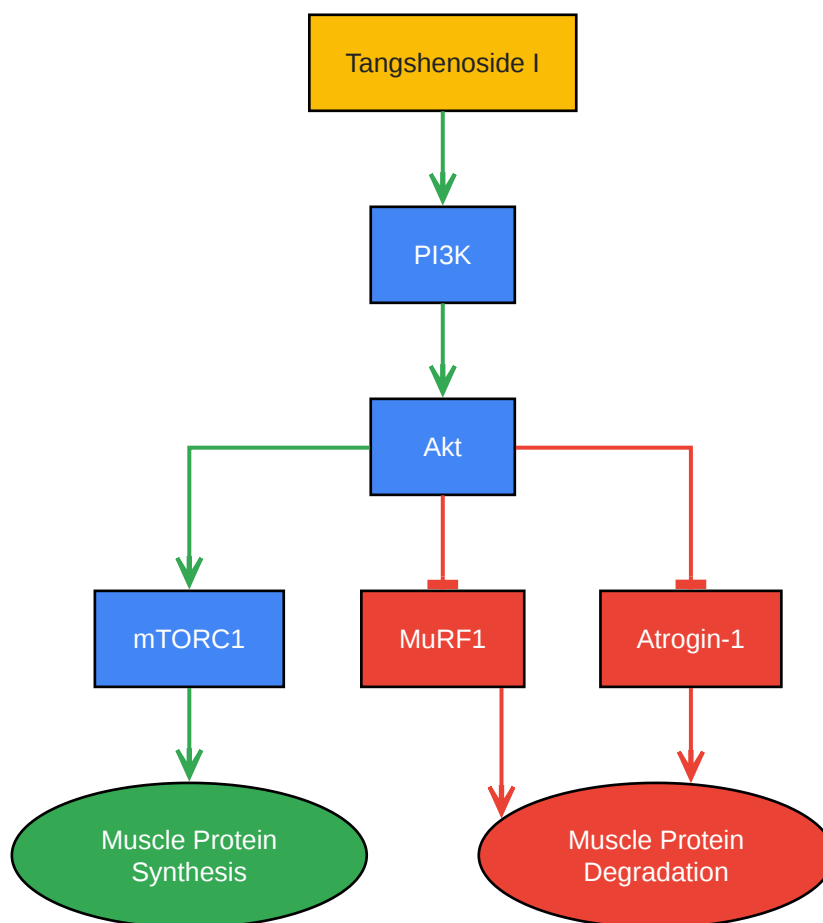 Tangshenoside I
PI3K
Akt
mTORC1
MuRF1
Atrogin-1
Muscle Protein
Synthesis
Muscle Protein
Degradation